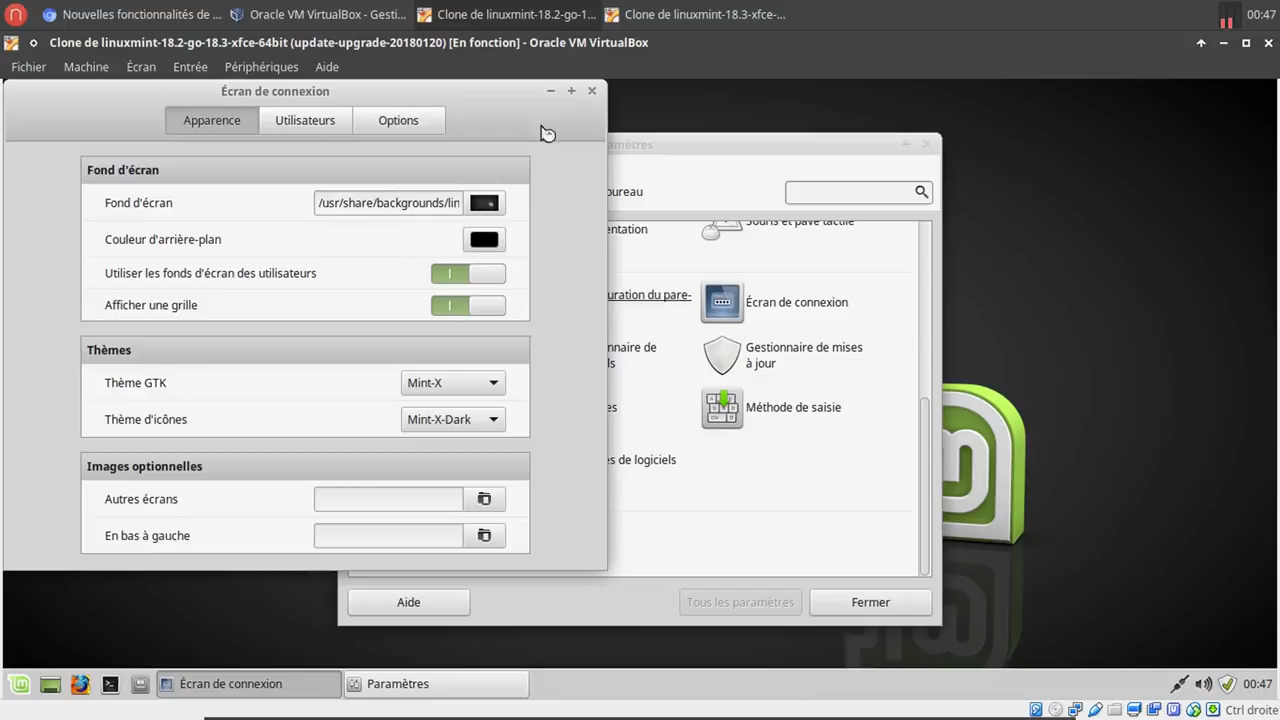 Nouvelles fonctionnalités de ...
Oracle VM VirtualBox - Gesti...
Clone de linuxmint-18.2-go-1...
Clone de linuxmint-18.3-xfce-...
00:47
Clone de linuxmint-18.2-go-18.3-xfce-64bit (update-upgrade-20180120) [En fonction] - Oracle VM VirtualBox
Fichier Machine Écran Entrée Périphériques Aide
Écran de connexion
Apparence Utilisateurs Options
Fond d'écran
Fond d'écran /usr/share/backgrounds/lin
Couleur d'arrière-plan
Utiliser les fonds d'écran des utilisateurs
Afficher une grille
Thèmes
Thème GTK Mint-X
Thème d'icônes Mint-X-Dark
Images optionnelles
Autres écrans
En bas à gauche
amètres
oureau
entation
Souris et pavé tactile
uration du pare-
Écran de connexion
nnaire de
ls
Gestionnaire de mises
à jour
es
Méthode de saisie
es de logiciels
Aide
Tous les paramètres
Fermer
Écran de connexion
Paramètres
00:47
Ctrl droite